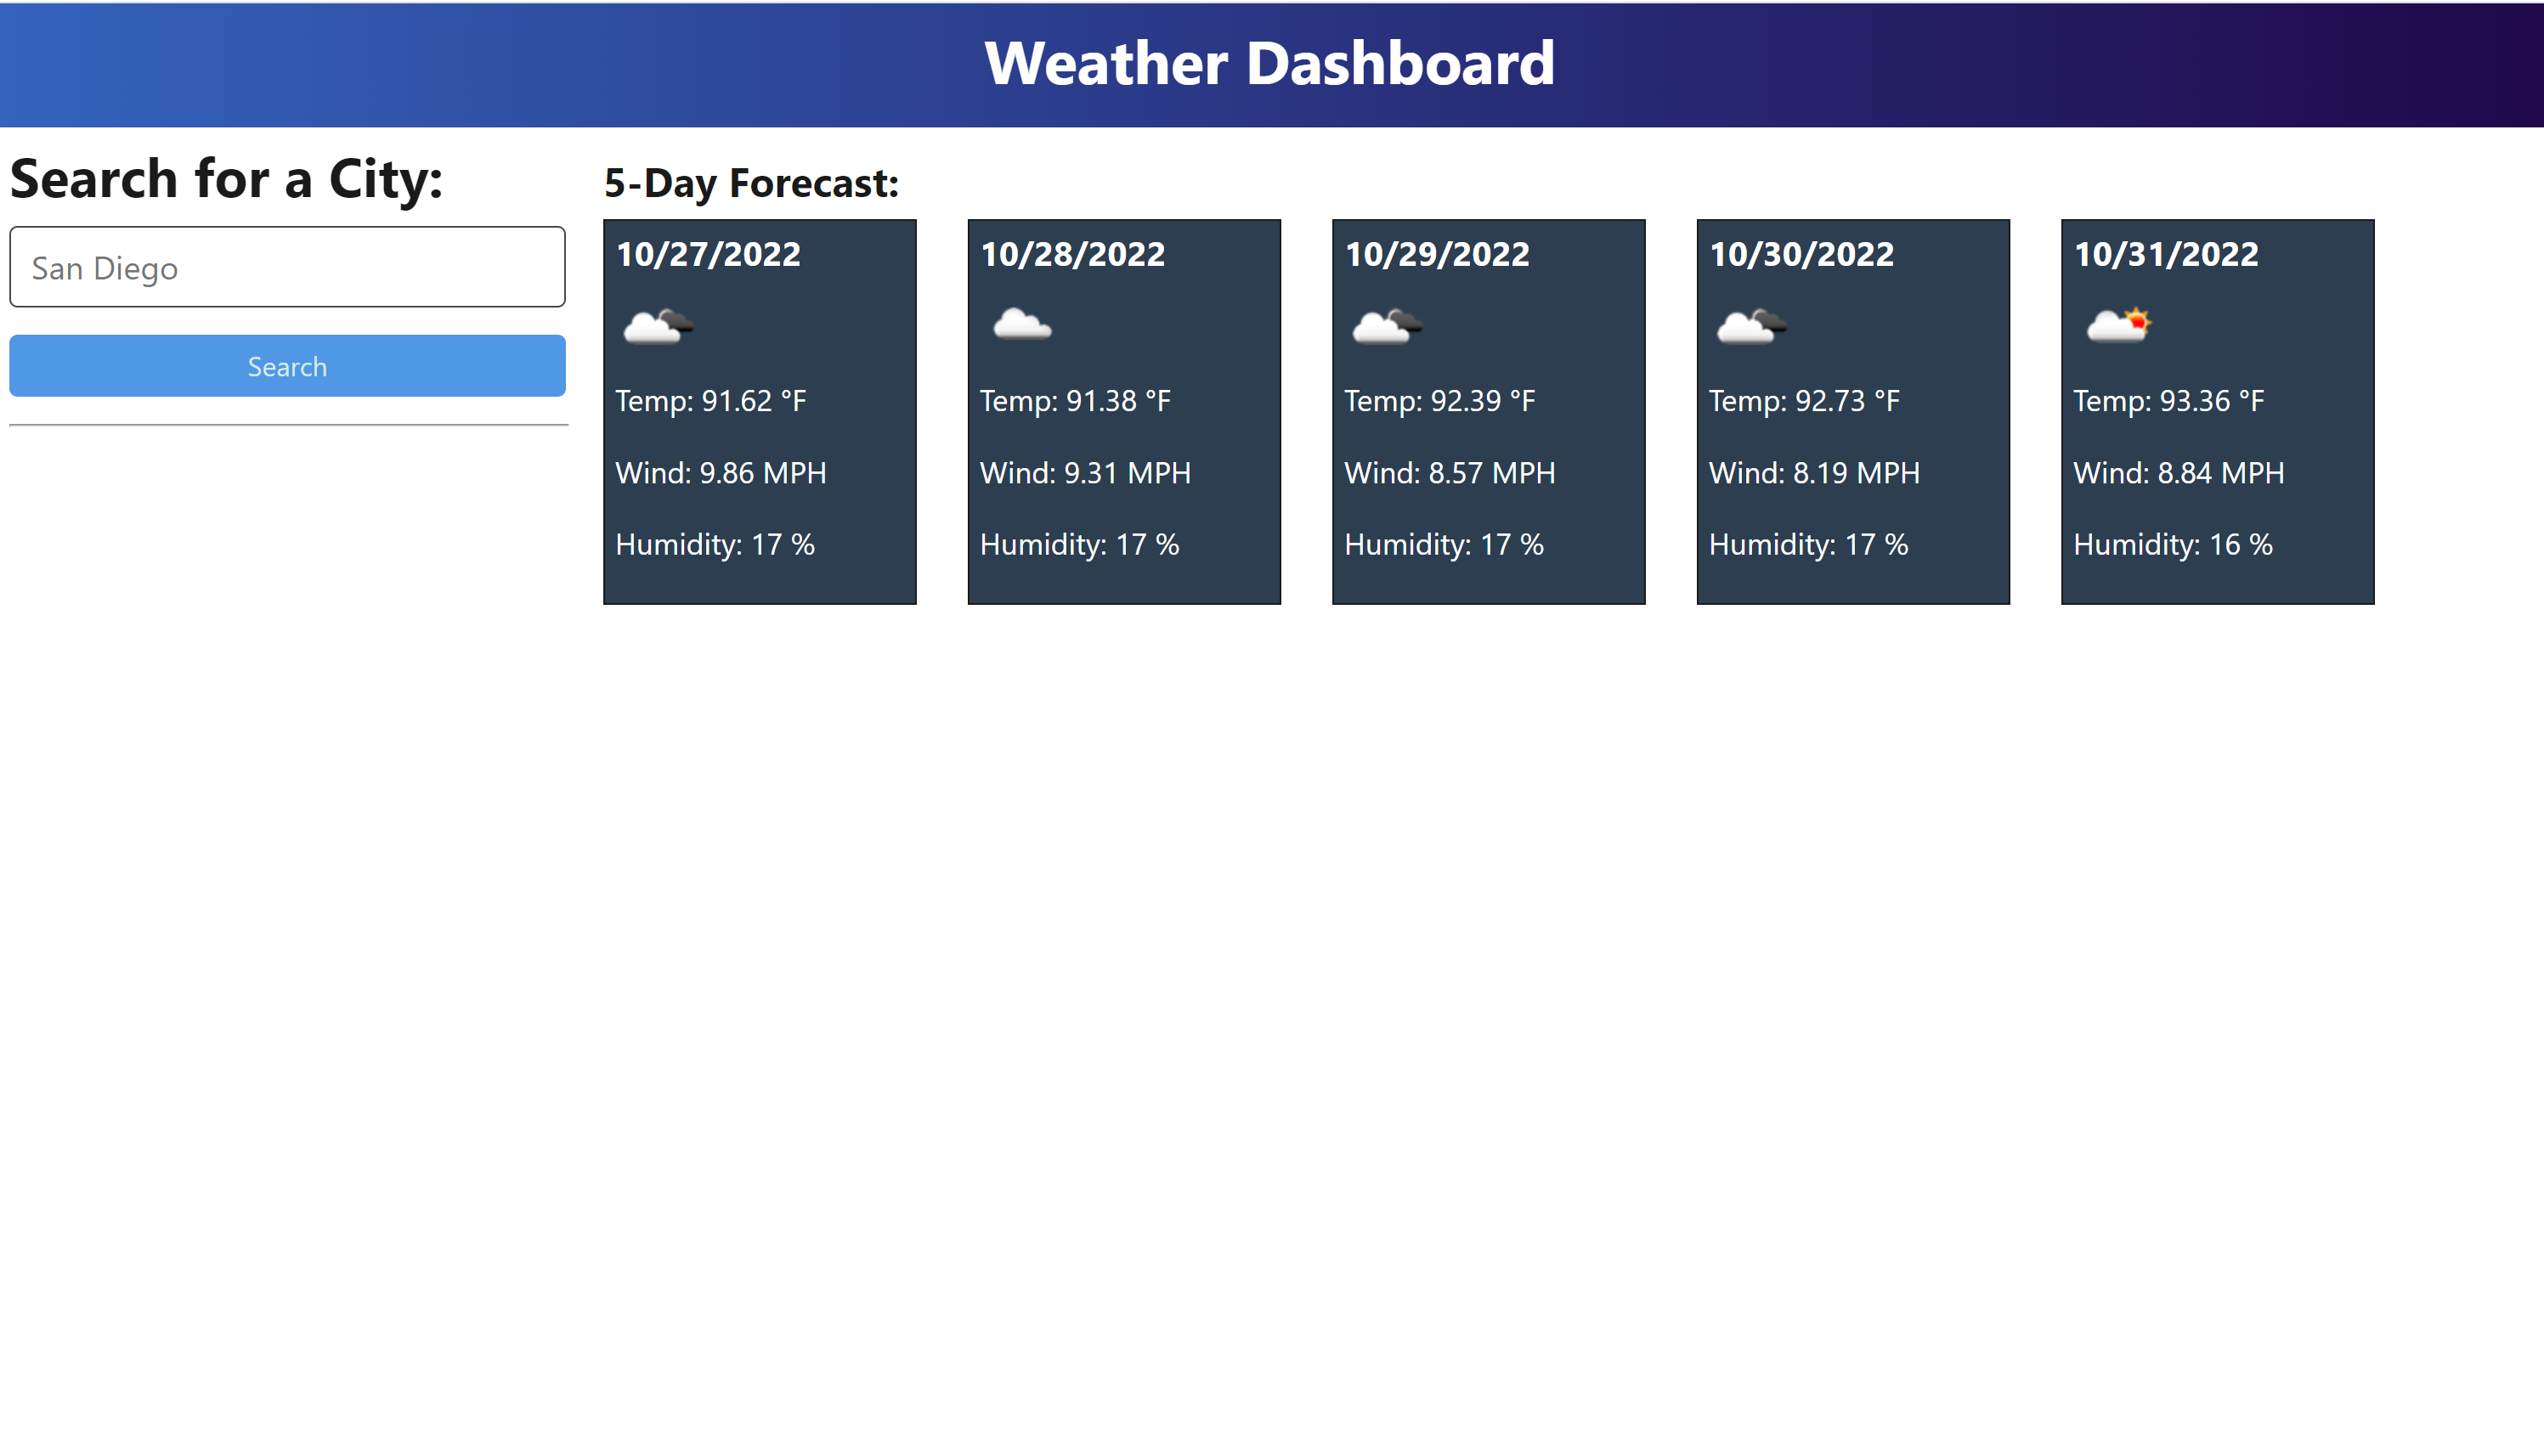 Weather Dashboard
Search for a City:
San Diego
Search
5-Day Forecast:
10/27/2022
Temp: 91.62 °F
Wind: 9.86 MPH
Humidity: 17 %
10/28/2022
Temp: 91.38 °F
Wind: 9.31 MPH
Humidity: 17 %
10/29/2022
Temp: 92.39 °F
Wind: 8.57 MPH
Humidity: 17 %
10/30/2022
Temp: 92.73 °F
Wind: 8.19 MPH
Humidity: 17 %
10/31/2022
Temp: 93.36 °F
Wind: 8.84 MPH
Humidity: 16 %